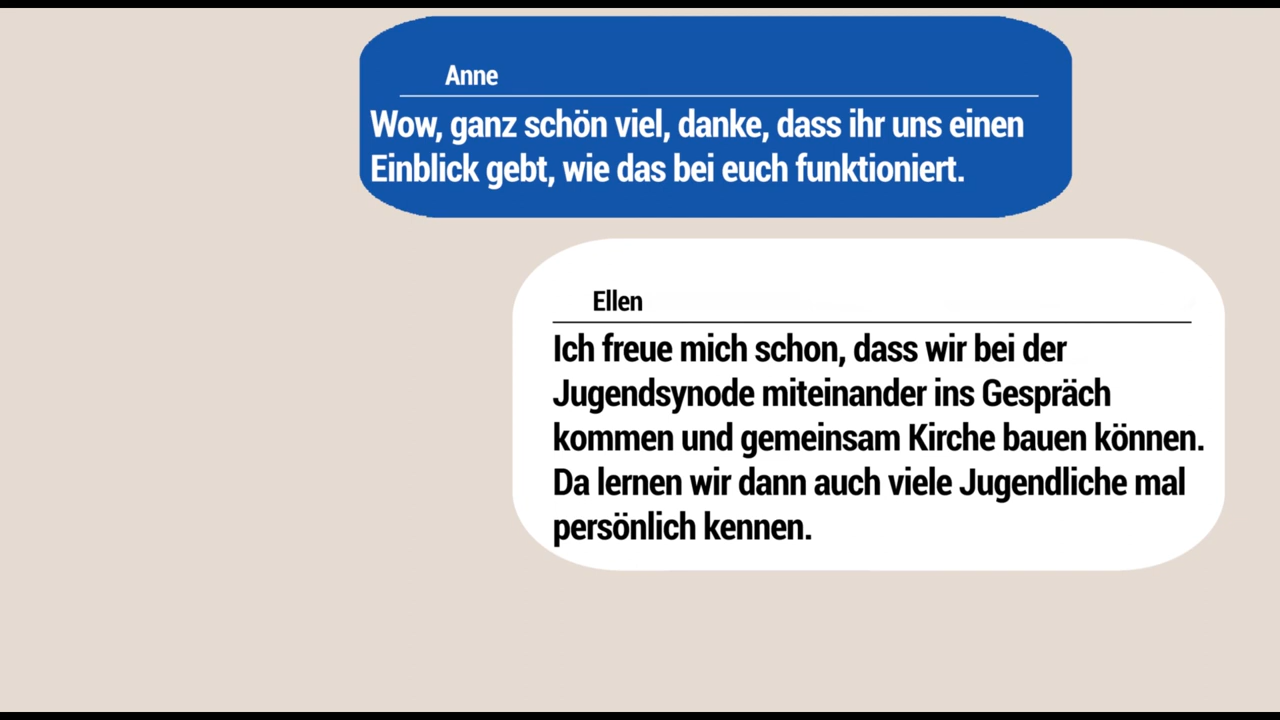 Anne
Wow, ganz schön viel, danke, dass ihr uns einen
Einblick gebt, wie das bei euch funktioniert.
Ellen
Ich freue mich schon, dass wir bei der
Jugendsynode miteinander ins Gespräch
kommen und gemeinsam Kirche bauen können.
Da lernen wir dann auch viele Jugendliche mal
persönlich kennen.